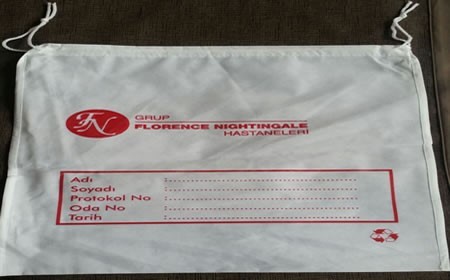 FN
GRUP
FLORENCE NIGHTINGALE
HASTANELERİ
Adı : ................................................
Soyadı : ................................................
Protokol No : ................................................
Oda No : ................................................
Tarih : ................................................